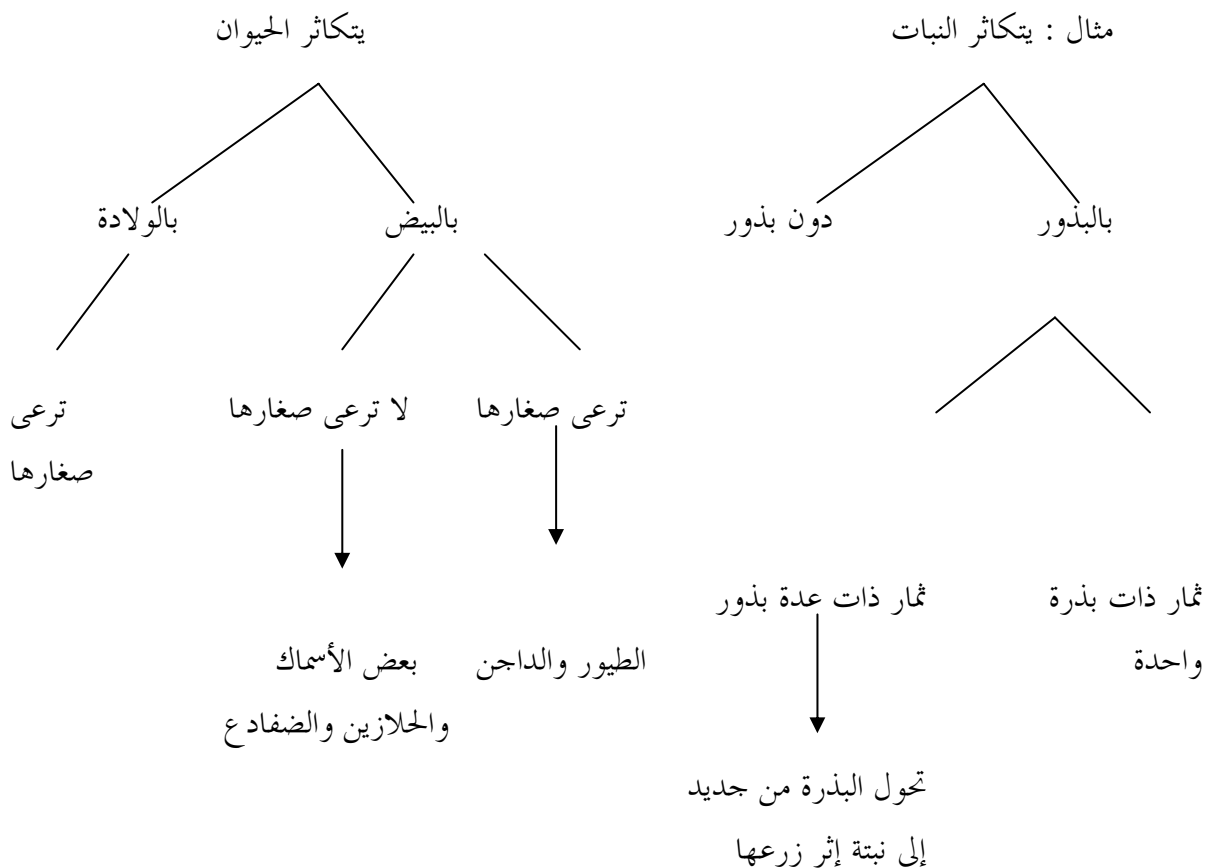 مثال : يتكاثر النبات
يتكاثر الحيوان
بالبذور
دون بذور
بالبيض
بالولادة
ترعى صغارها
لا ترعى صغارها
ترعى
صغارها
ثمار ذات بذرة
واحدة
ثمار ذات عدة بذور
الطيور والداجن
بعض الأسماك
والحلازين والضفادع
تحول البذرة من جديد
إلى نبتة إثر زرعها